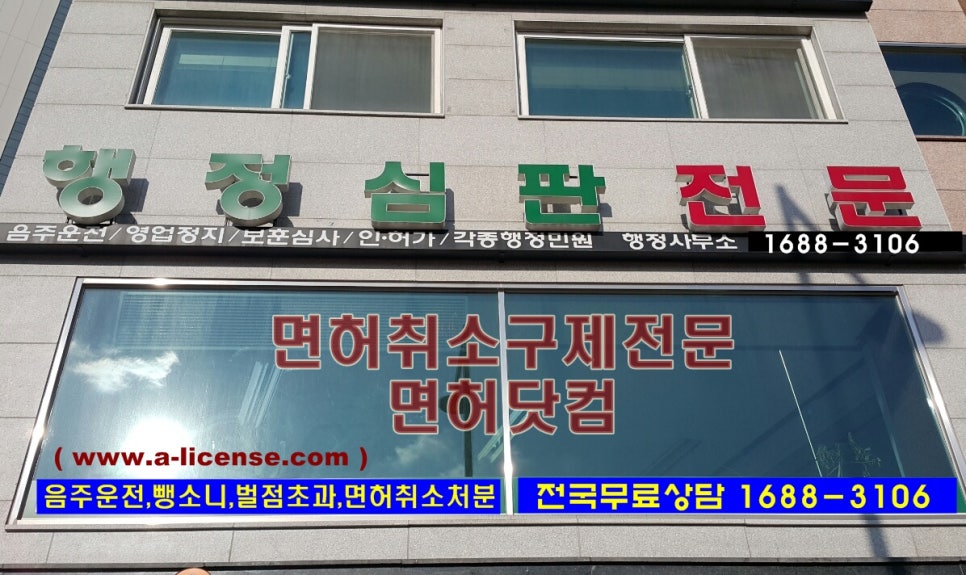 행정심판 전문
음주운전/영업정지/보훈심사/인·허가/각종행정민원 행정사무소 1688-3106
면허취소구제전문
면허닷컴
( www.a-license.com )
음주운전,뺑소니,벌점초과,면허취소처분 전국무료상담 1688-3106